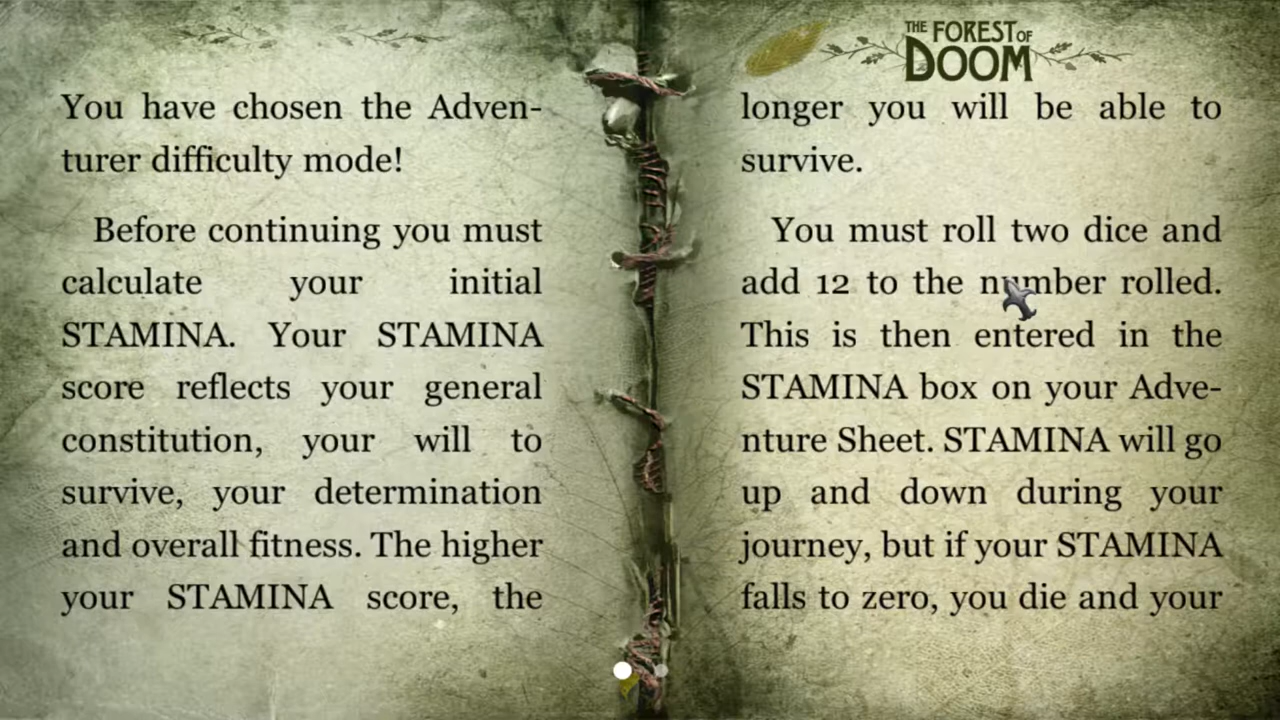 You have chosen the Adven-
turer difficulty mode!
Before continuing you must
calculate your initial
STAMINA. Your STAMINA
score reflects your general
constitution, your will to
survive, your determination
and overall fitness. The higher
your STAMINA score, the
THE FOREST OF
DOOM
longer you will be able to
survive.
You must roll two dice and
add 12 to the number rolled.
This is then entered in the
STAMINA box on your Adve-
nture Sheet. STAMINA will go
up and down during your
journey, but if your STAMINA
falls to zero, you die and your